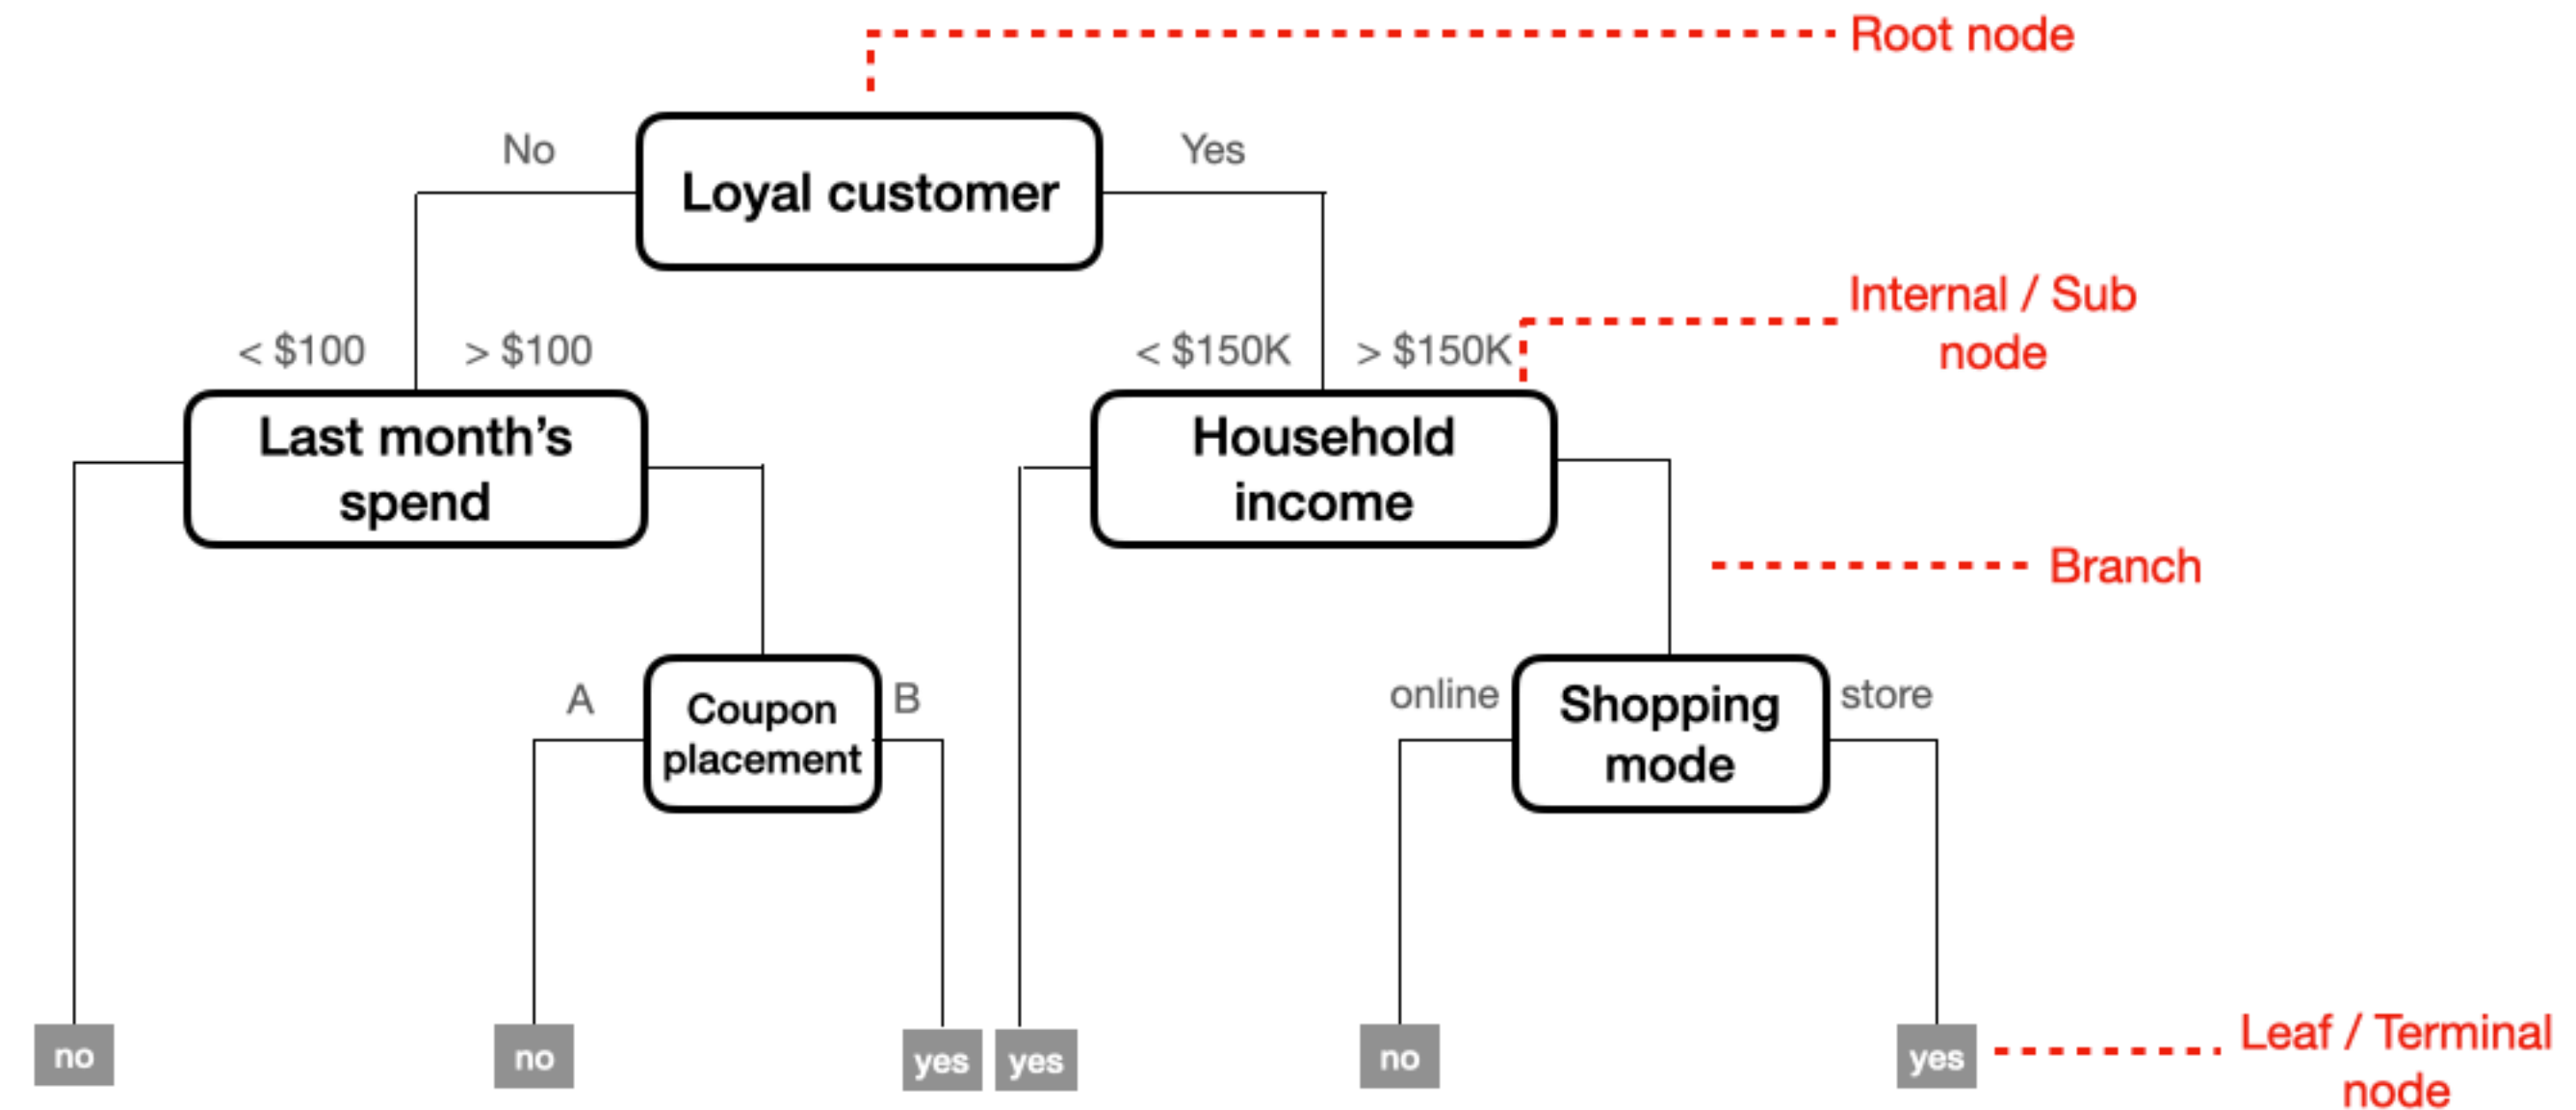 Root node
No
Yes
Loyal customer
Internal / Sub
node
< $100
> $100
< $150K
> $150K
Last month’s
spend
Household
income
Branch
A
Coupon
placement
B
online
Shopping
mode
store
no
no
yes
yes
no
yes
Leaf / Terminal
node